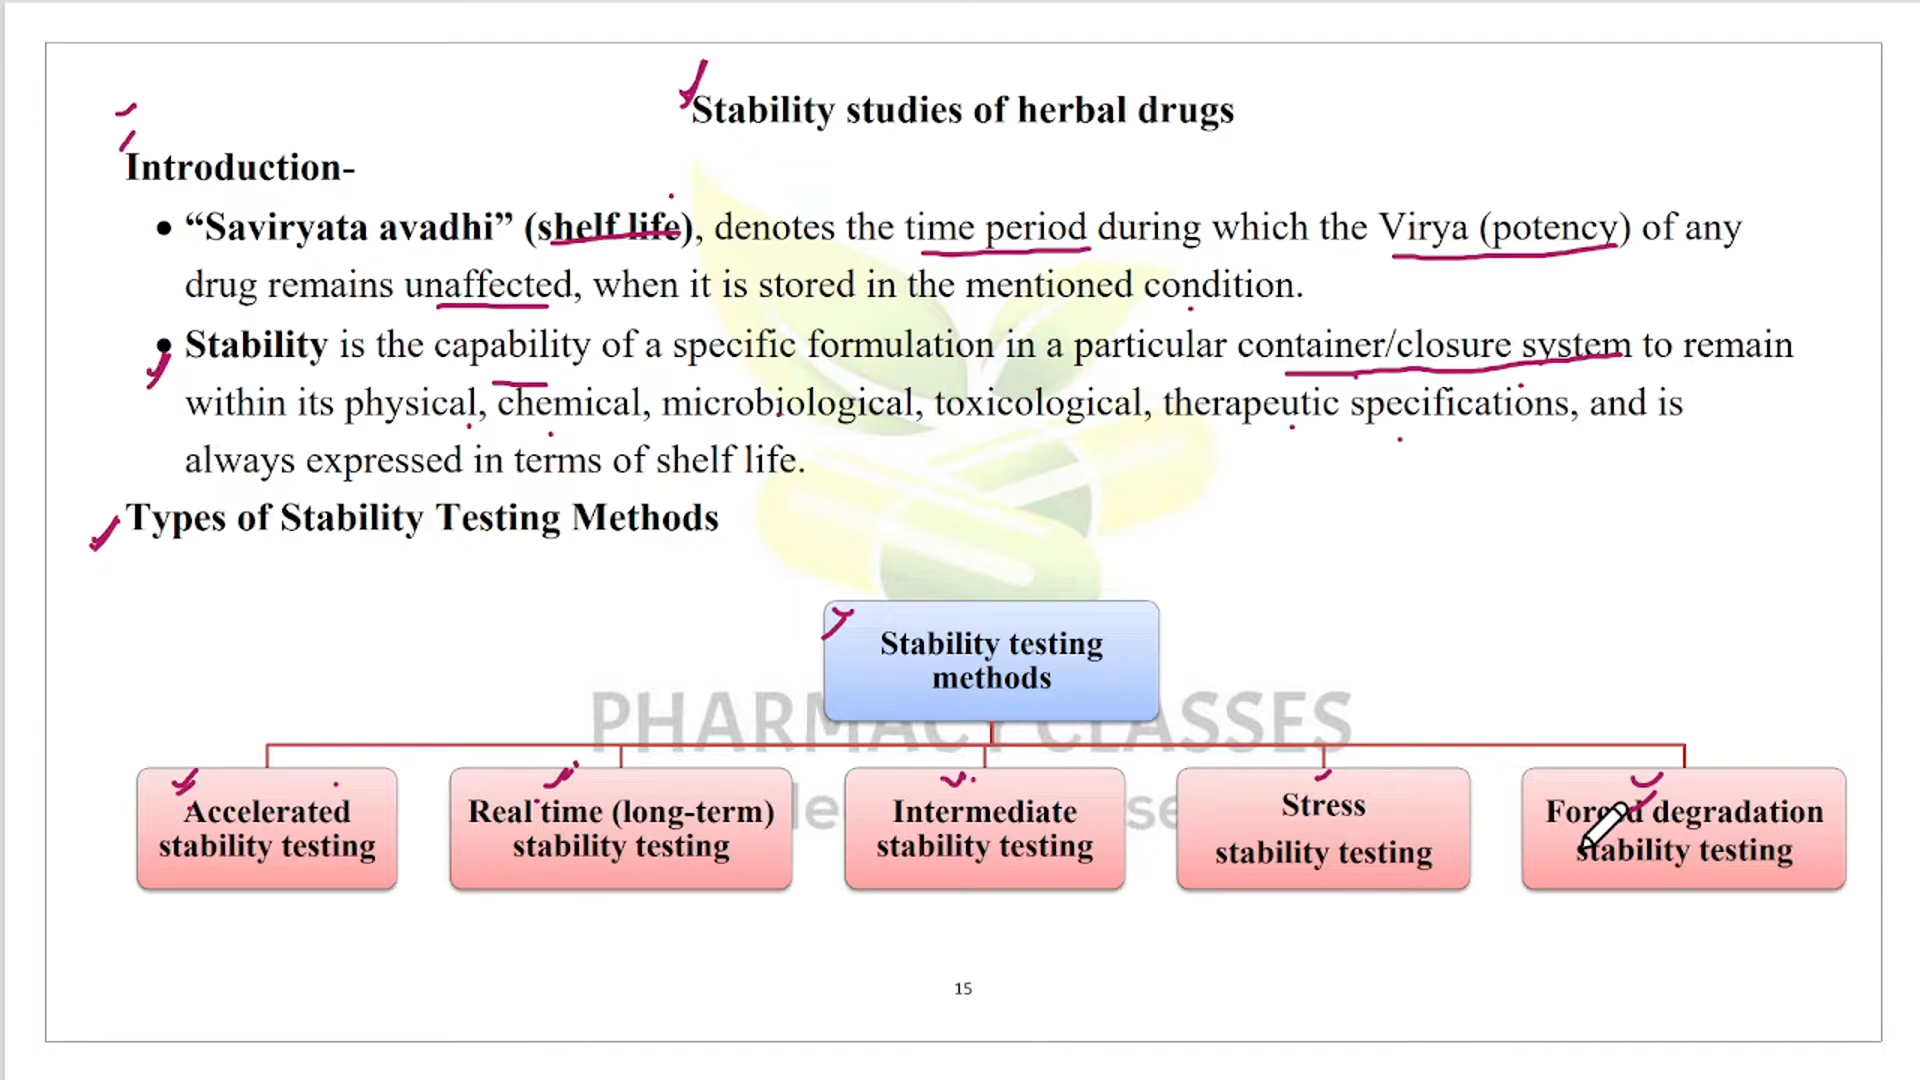 Stability studies of herbal drugs
Introduction-
• “Saviryata avadhi” (shelf life), denotes the time period during which the Virya (potency) of any
drug remains unaffected, when it is stored in the mentioned condition.
• Stability is the capability of a specific formulation in a particular container/closure system to remain
within its physical, chemical, microbiological, toxicological, therapeutic specifications, and is
always expressed in terms of shelf life.
Types of Stability Testing Methods
Stability testing
methods
PHARMACY CLASSES
Accelerated
stability testing
Real time (long-term)
stability testing
Intermediate
stability testing
Stress
stability testing
Forced degradation
stability testing
15